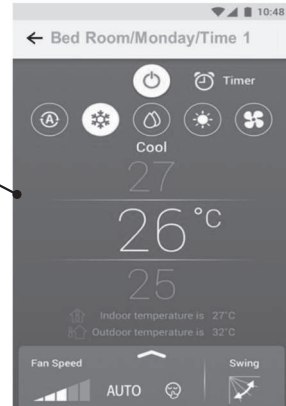 10:48
← Bed Room/Monday/Time 1
Timer
A
Cool
27
26°C
25
Indoor temperature is 27°C
Outdoor temperature is 32°C
Fan Speed
Swing
AUTO